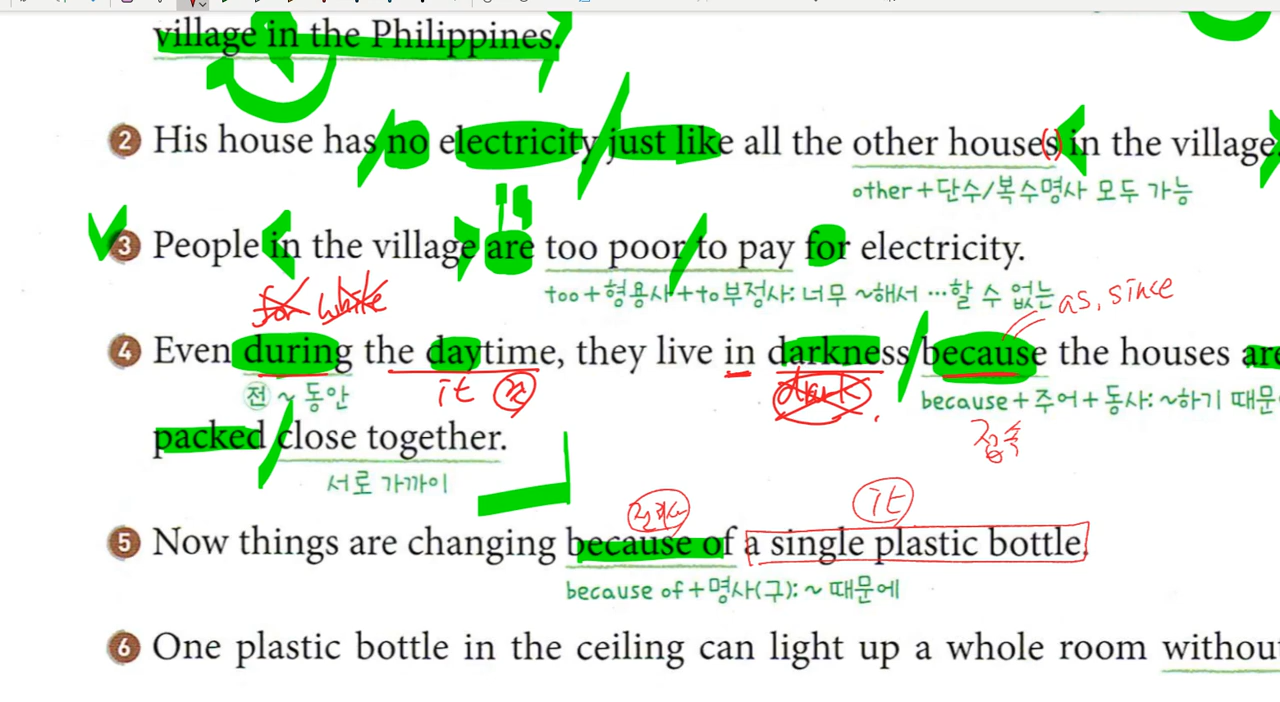 village in the Philippines.
2 His house has no electricity just like all the other houses in the village.
other+단수/복수명사 모두 가능
is
3 People in the village are too poor to pay for electricity.
too+형용사+to부정사: 너무 ~해서 …할 수 없는
for while
as, since
4 Even during the daytime, they live in darkness because the houses are
전 ~ 동안
it
dark
because+주어+동사: ~하기 때문
접속
packed close together.
서로 가까이
it
5 Now things are changing because of a single plastic bottle.
because of+명사(구): ~ 때문에
6 One plastic bottle in the ceiling can light up a whole room without